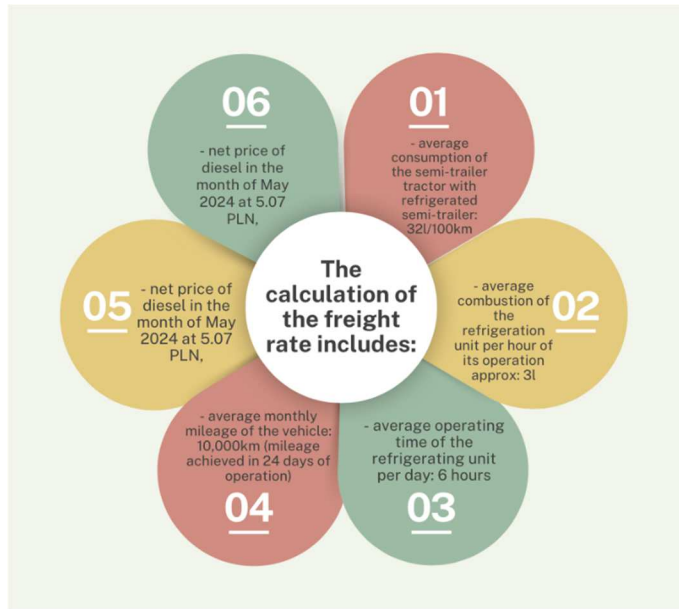 The
calculation of
the freight
rate includes:
01
- average
consumption of
the semi-trailer
tractor with
refrigerated
semi-trailer:
32l/100km
02
- average
combustion of
the
refrigeration
unit per hour of
its operation
approx: 3l
- average operating
time of the
refrigerating unit
per day: 6 hours
03
- average monthly
mileage of the vehicle:
10,000km (mileage
achieved in 24 days of
operation)
04
05
- net price of
diesel in the
month of May
2024 at 5.07
PLN,
06
- net price of
diesel in the
month of May
2024 at 5.07
PLN,